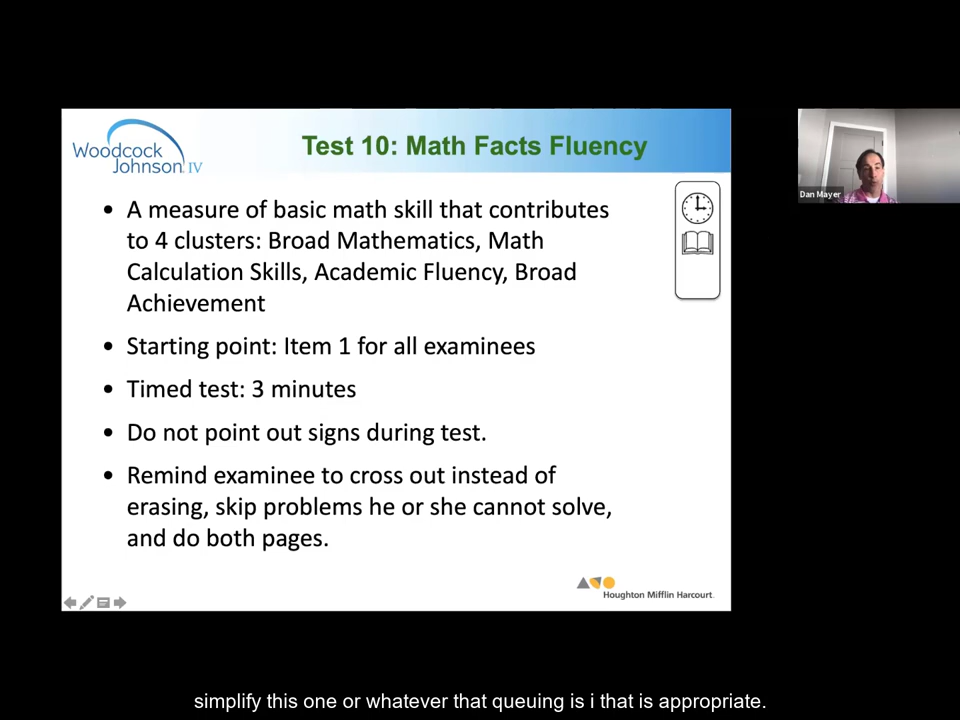 Woodcock
Johnson IV
Test 10: Math Facts Fluency
• A measure of basic math skill that contributes
to 4 clusters: Broad Mathematics, Math
Calculation Skills, Academic Fluency, Broad
Achievement
• Starting point: Item 1 for all examinees
• Timed test: 3 minutes
• Do not point out signs during test.
• Remind examinee to cross out instead of
erasing, skip problems he or she cannot solve,
and do both pages.
Houghton Mifflin Harcourt.
Dan Mayer
simplify this one or whatever that queuing is i that is appropriate.